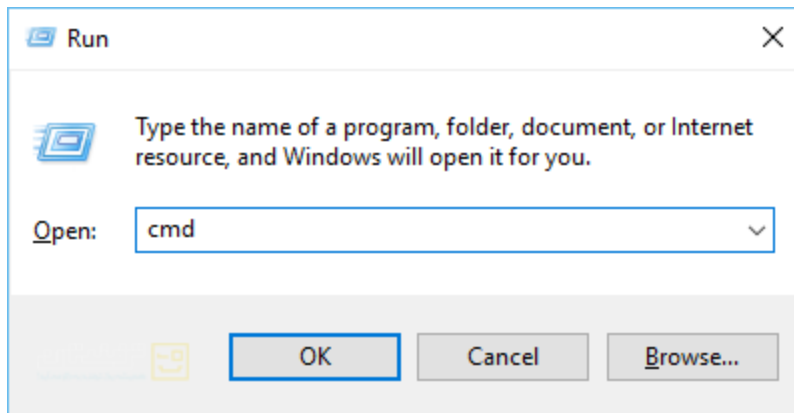 Run
Type the name of a program, folder, document, or Internet
resource, and Windows will open it for you.
Open:
cmd
OK
Cancel
Browse...